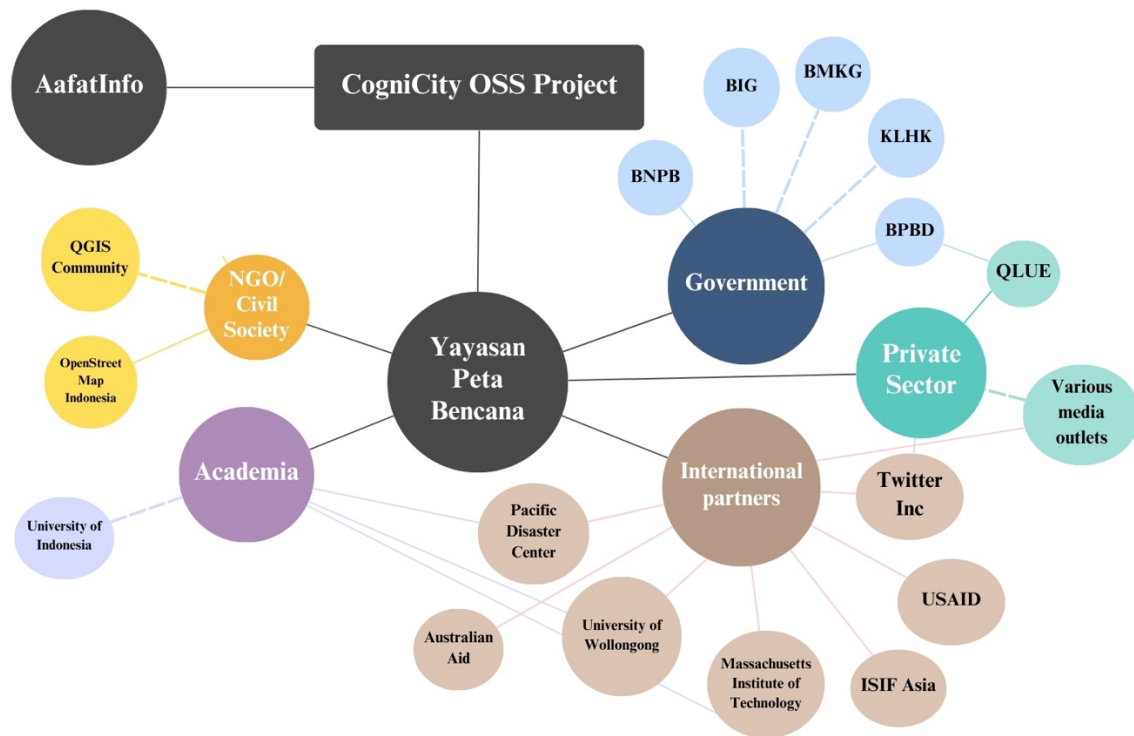 AafatInfo
CogniCity OSS Project
BIG
BMKG
KLHK
BNPB
BPBD
QLUE
QGIS
Community
NGO/
Civil
Society
Government
OpenStreet
Map
Indonesia
Yayasan
Peta
Bencana
Private
Sector
Various
media
outlets
Academia
International
partners
Twitter
Inc
University of
Indonesia
Pacific
Disaster
Center
USAID
Australian
Aid
University of
Wollongong
Massachusetts
Institute of
Technology
ISIF Asia